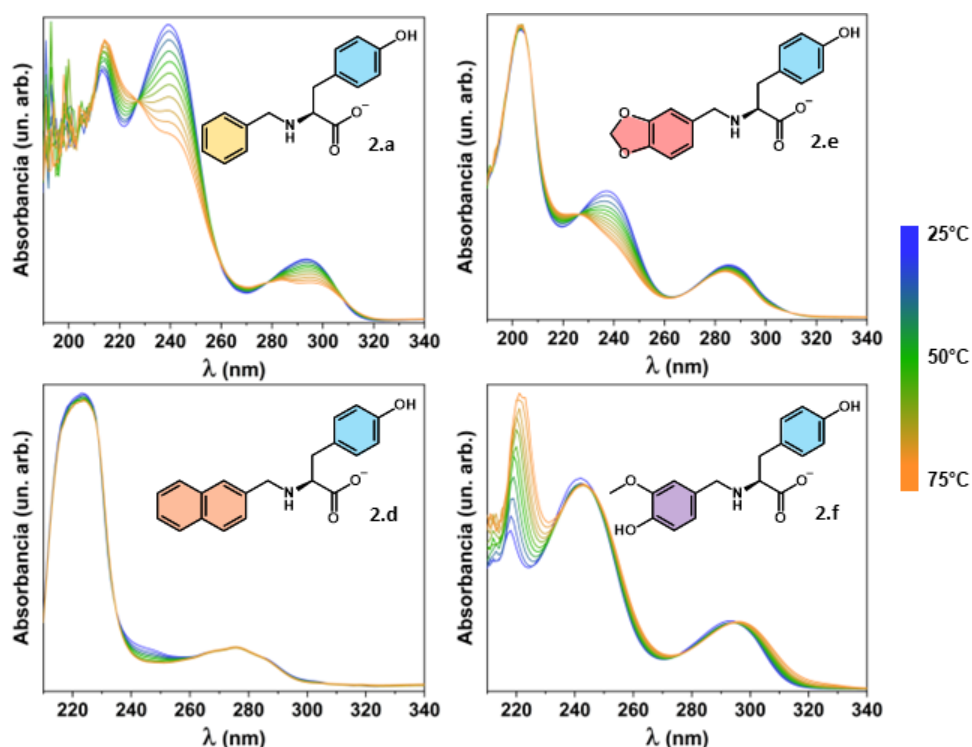 Absorbancia (un. arb.)
OH
N
H
O
O
−
2.a
200 220 240 260 280 300 320 340
λ (nm)
Absorbancia (un. arb.)
OH
O
O
N
H
O
O
−
2.e
200 220 240 260 280 300 320 340
λ (nm)
25°C
50°C
75°C
Absorbancia (un. arb.)
OH
N
H
O
O
−
2.d
220 240 260 280 300 320 340
λ (nm)
Absorbancia (un. arb.)
OH
O
HO
N
H
O
O
−
2.f
220 240 260 280 300 320 340
λ (nm)